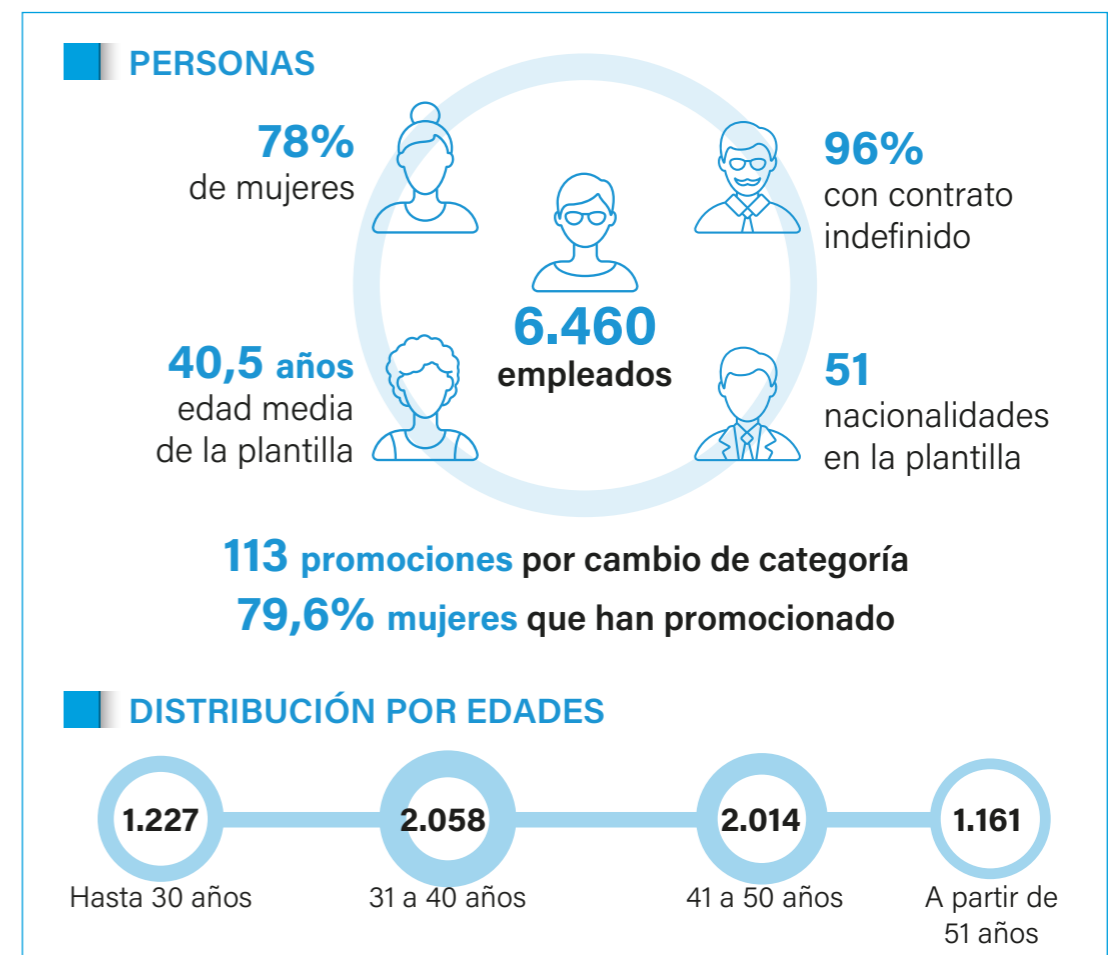 PERSONAS
78%
de mujeres
96%
con contrato
indefinido
6.460
empleados
40,5 años
edad media
de la plantilla
51
nacionalidades
en la plantilla
113 promociones por cambio de categoría
79,6% mujeres que han promocionado
DISTRIBUCIÓN POR EDADES
1.227
2.058
2.014
1.161
Hasta 30 años
31 a 40 años
41 a 50 años
A partir de
51 años